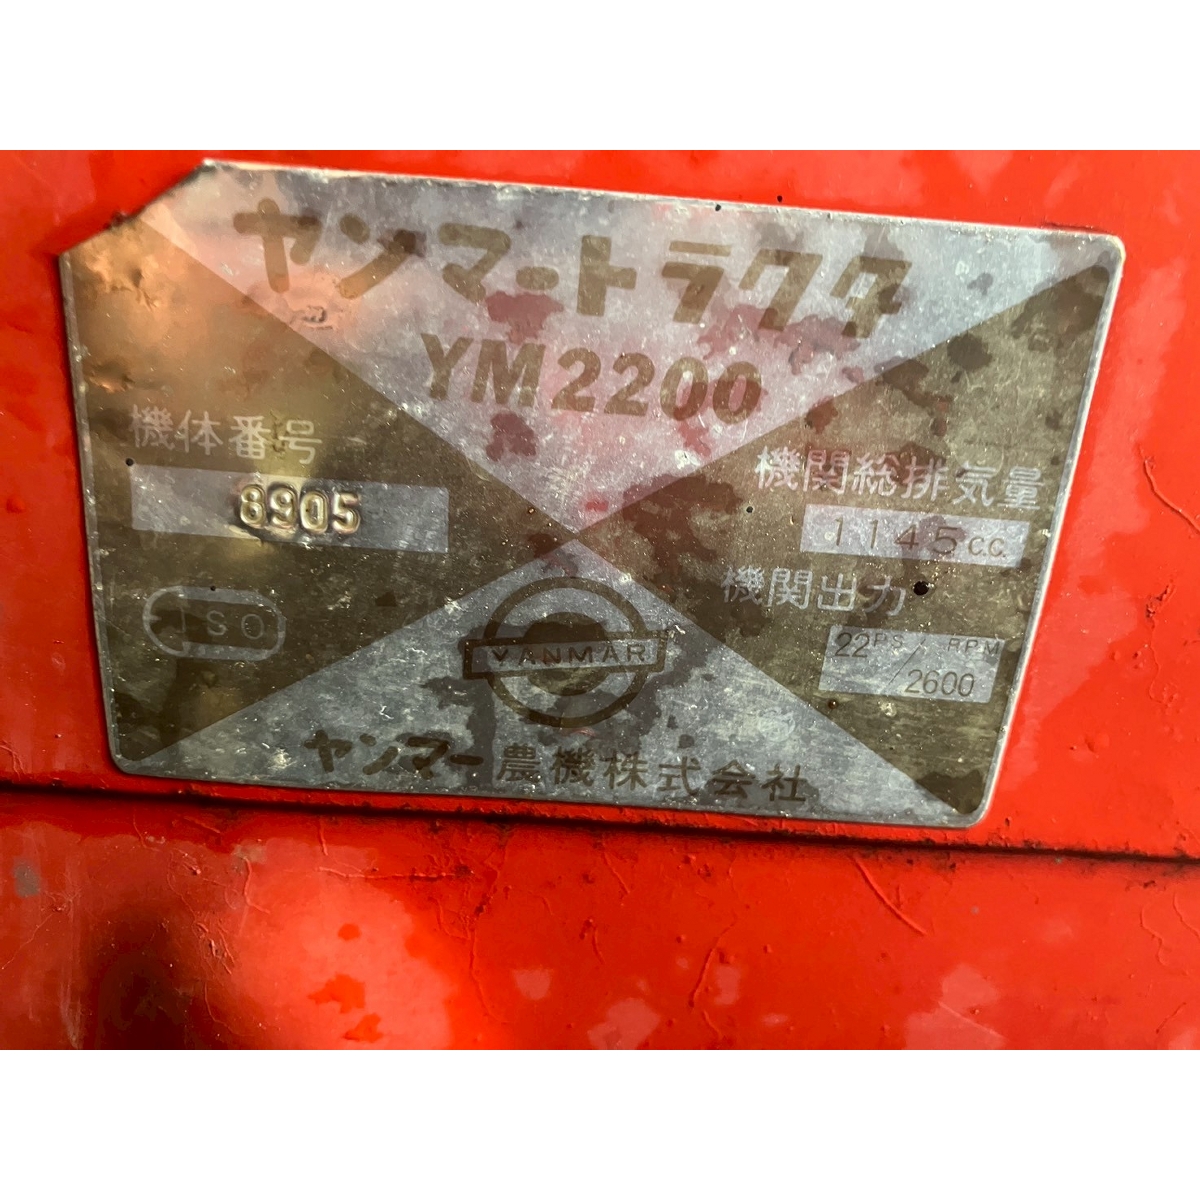 ヤンマートラクタ
YM2200
機体番号
8905
機関総排気量
1145 c.c.
機関出力
22PS/RPM
2600
ISO
YANMAR
ヤンマー農機株式会社